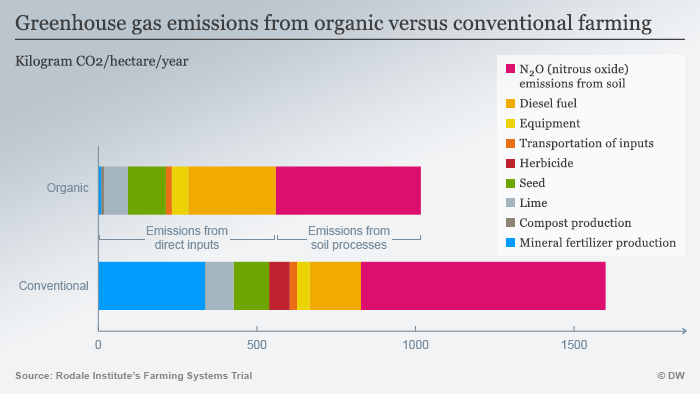 Greenhouse gas emissions from organic versus conventional farming
Kilogram CO2/hectare/year
N₂O (nitrous oxide)
emissions from soil
Diesel fuel
Equipment
Transportation of inputs
Herbicide
Seed
Lime
Compost production
Mineral fertilizer production
Organic
Emissions from
direct inputs
Emissions from
soil processes
Conventional
0
500
1000
1500
Source: Rodale Institute's Farming Systems Trial
© DW